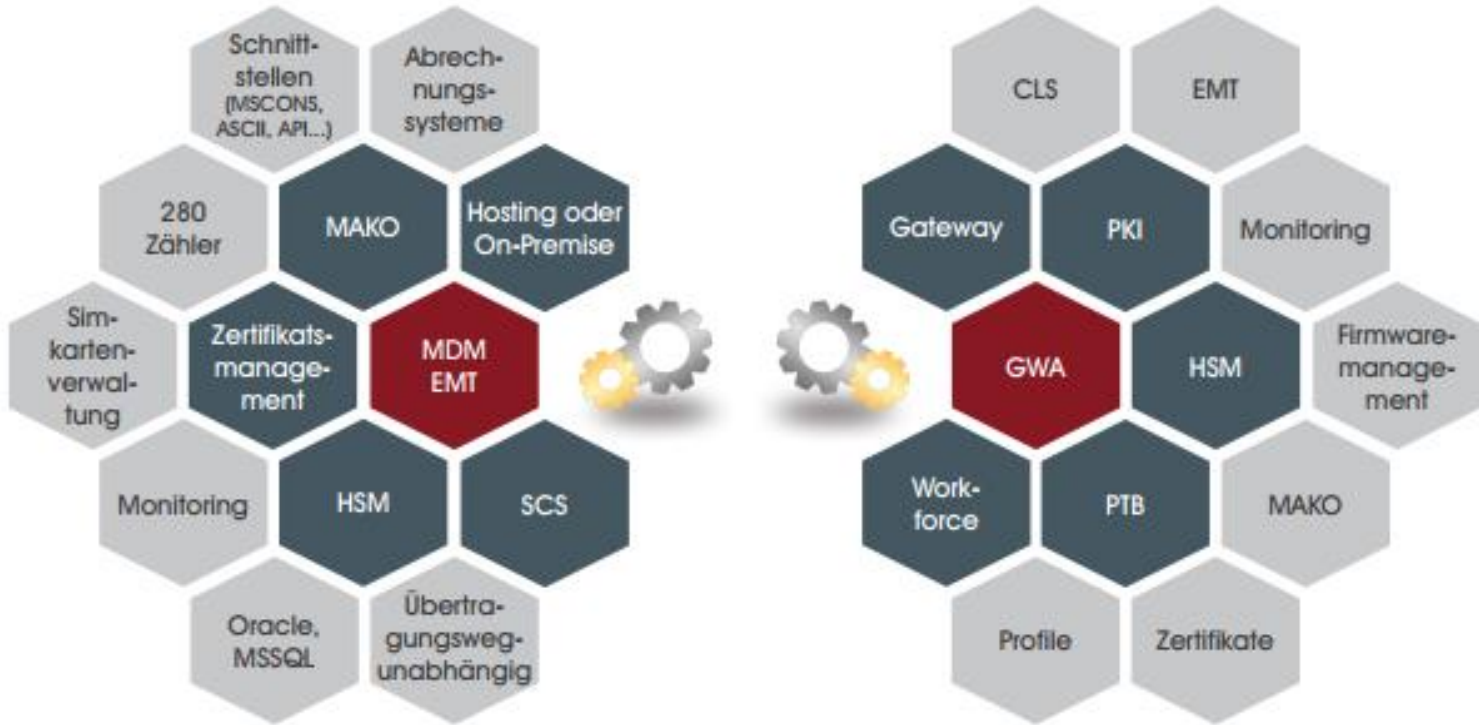 Schnitt-
stellen
(MSCONS,
ASCII, API...)
Abrech-
nungs-
systeme
280
Zähler
MAKO
Hosting oder
On-Premise
Sim-
karten-
verwal-
tung
Zertifikats-
manage-
ment
MDM
EMT
Monitoring
HSM
SCS
Oracle,
MSSQL
Übertra-
gungsweg-
unabhängig
CLS
EMT
Gateway
PKI
Monitoring
GWA
HSM
Firmware-
manage-
ment
Work-
force
PTB
MAKO
Profile
Zertifikate